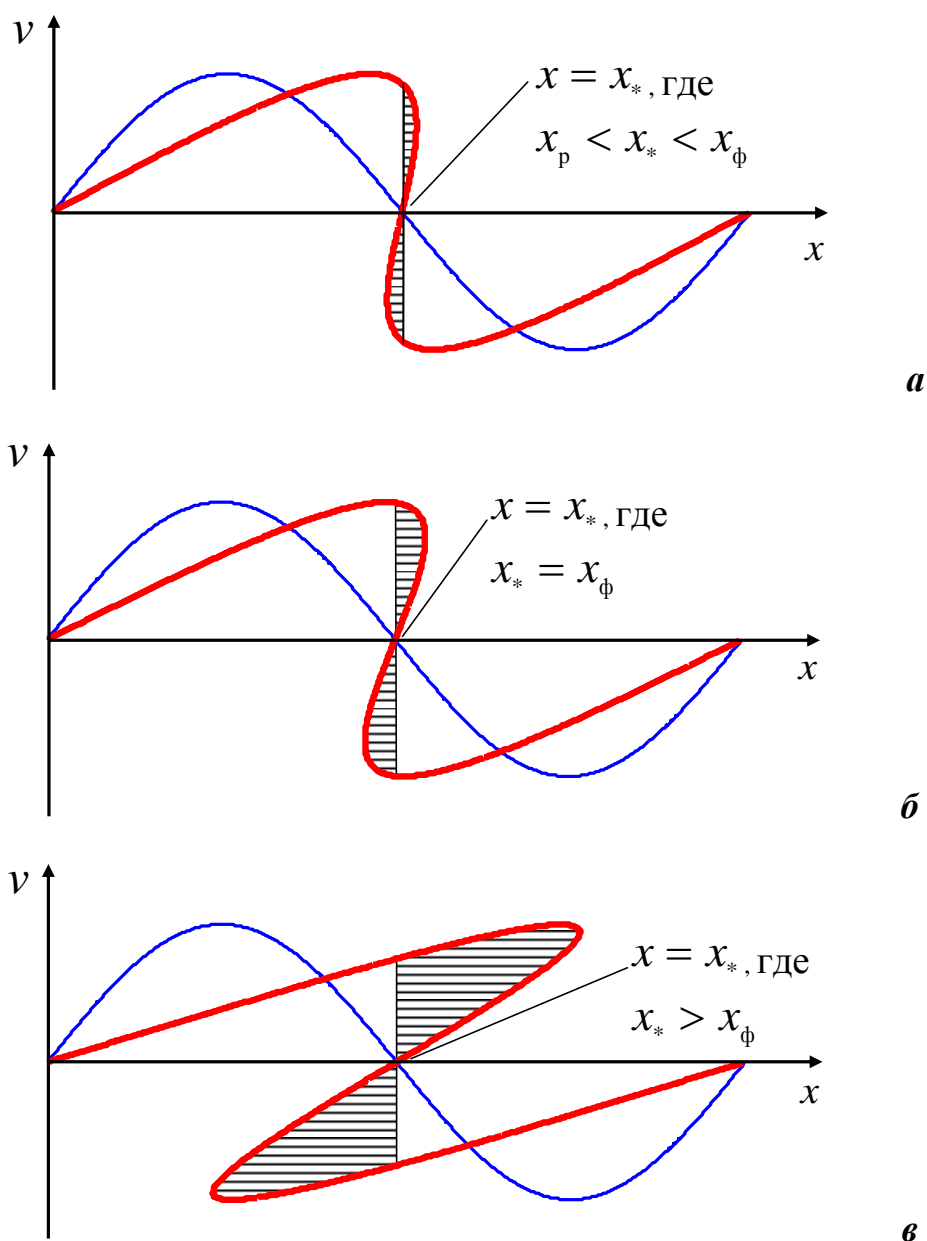 v
x = x*, где
xр < x* < xф
x
а
v
x = x*, где
x* = xф
x
б
v
x = x*, где
x* > xф
x
в